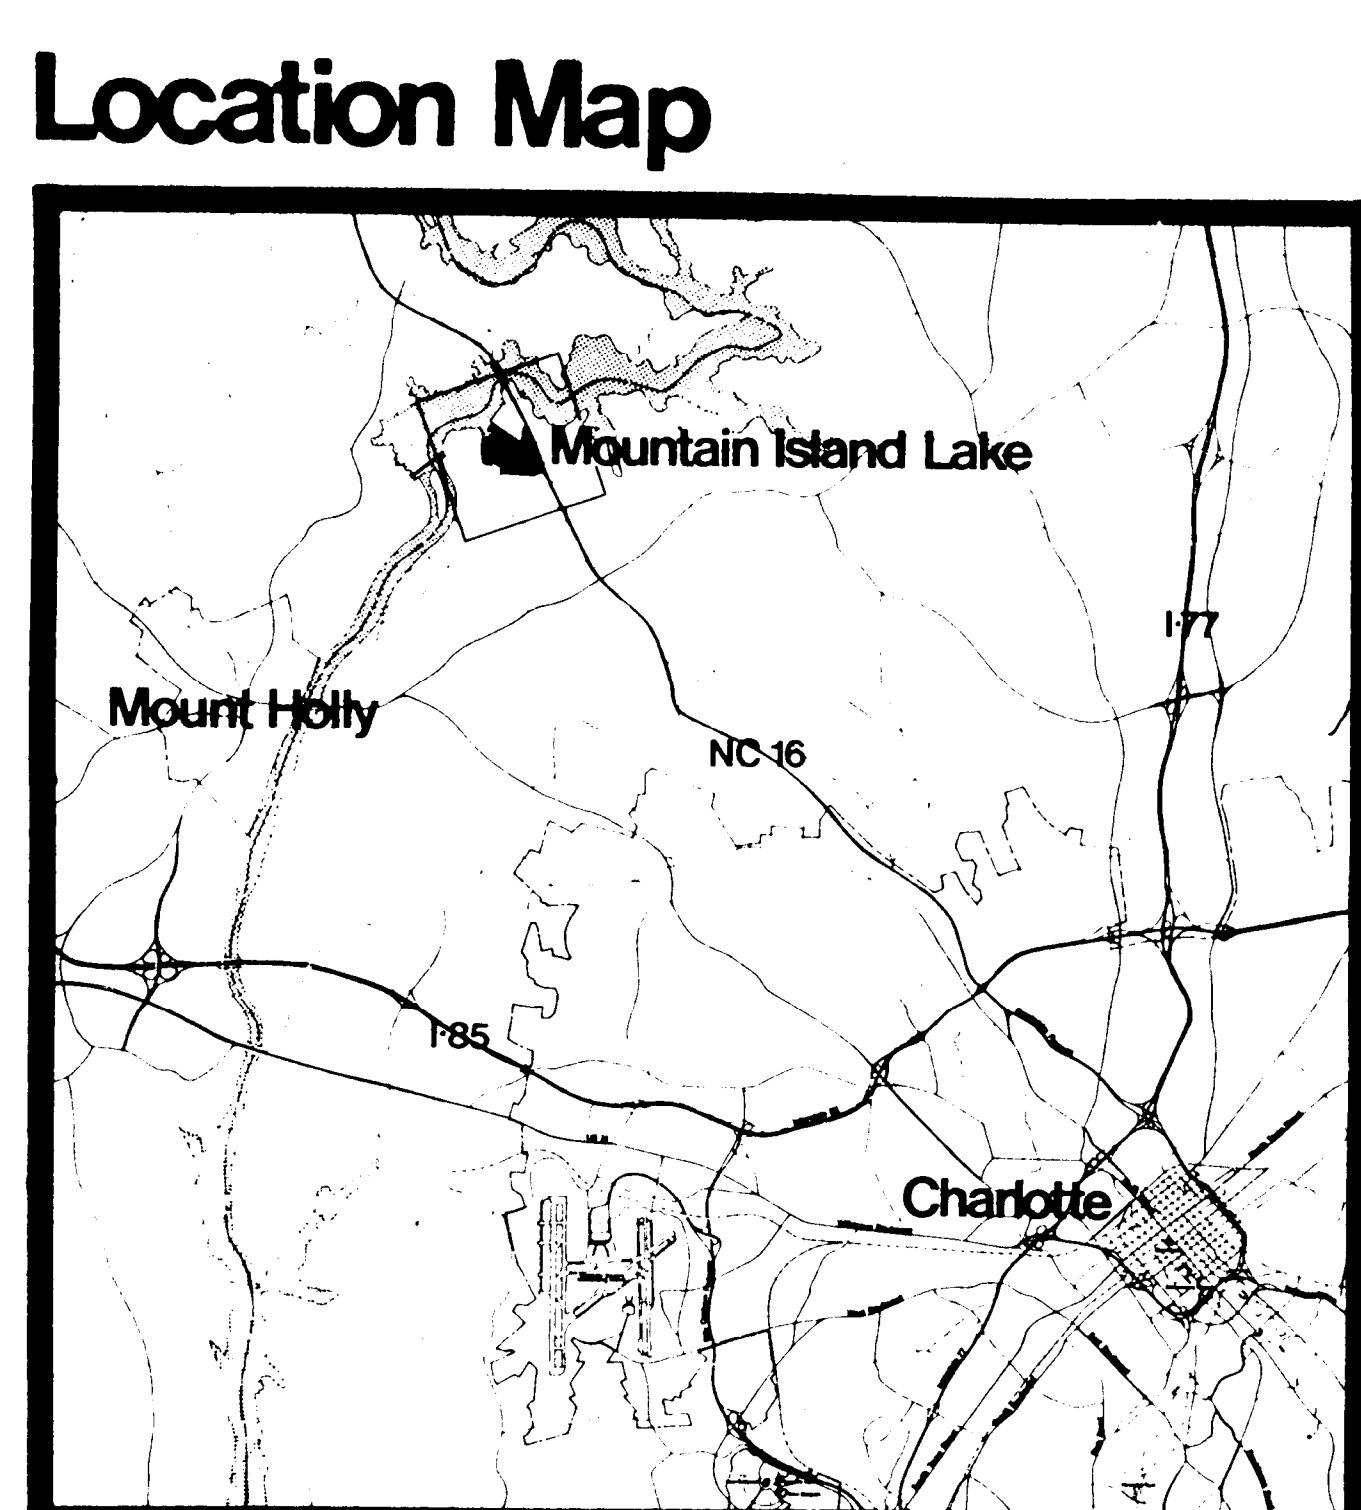 Location Map
Mountain Island Lake
I-77
Mount Holly
NC 16
I-85
Charlotte